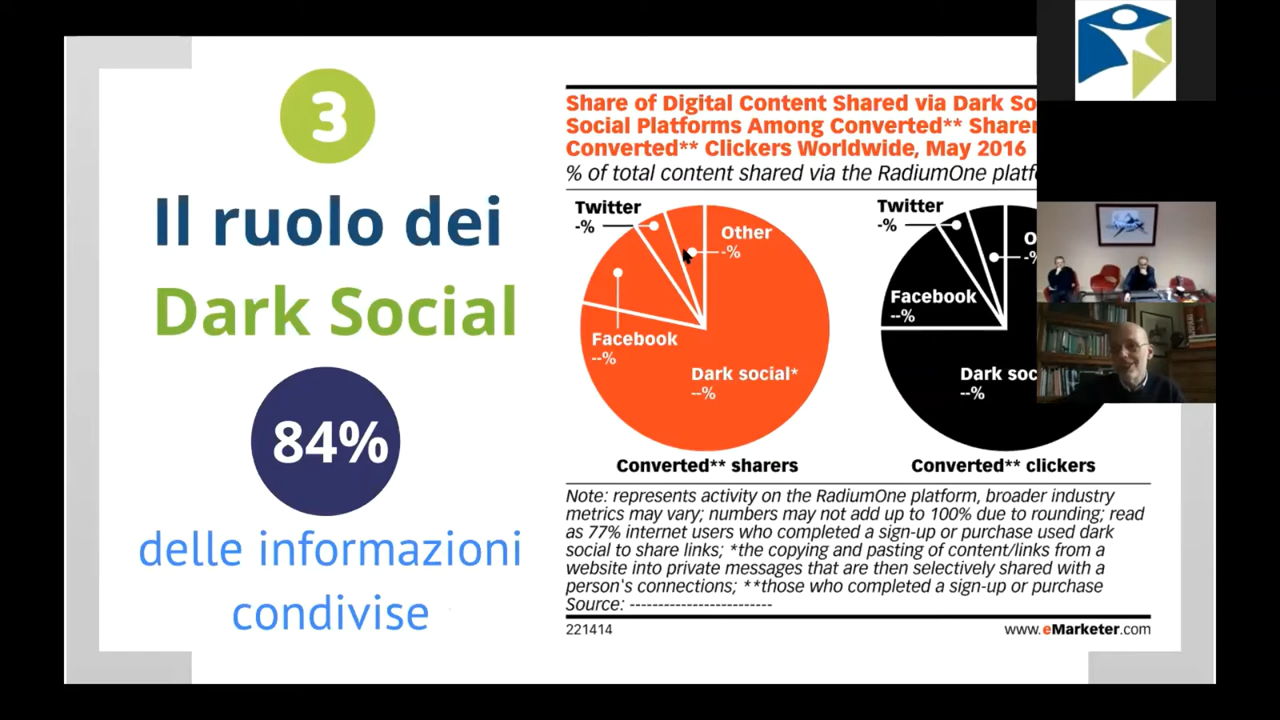 3
Il ruolo dei
Dark Social
84%
delle informazioni
condivise
Share of Digital Content Shared via Dark
Social Platforms Among Converted**
Converted** Clickers Worldwide, May 2016
% of total content shared via the RadiumOne
Twitter
-%
Other
-%
Facebook
--%
Dark social*
--%
Converted** sharers
Twitter
-%
Facebook
--%
Dark
--%
Converted** clickers
Note: represents activity on the RadiumOne platform, broader industry
metrics may vary; numbers may not add up to 100% due to rounding; read
as 77% internet users who completed a sign-up or purchase used dark
social to share links; *the copying and pasting of content/links from a
website into private messages that are then selectively shared with a
person's connections; **those who completed a sign-up or purchase
Source: -------------------------
221414
www.eMarketer.com